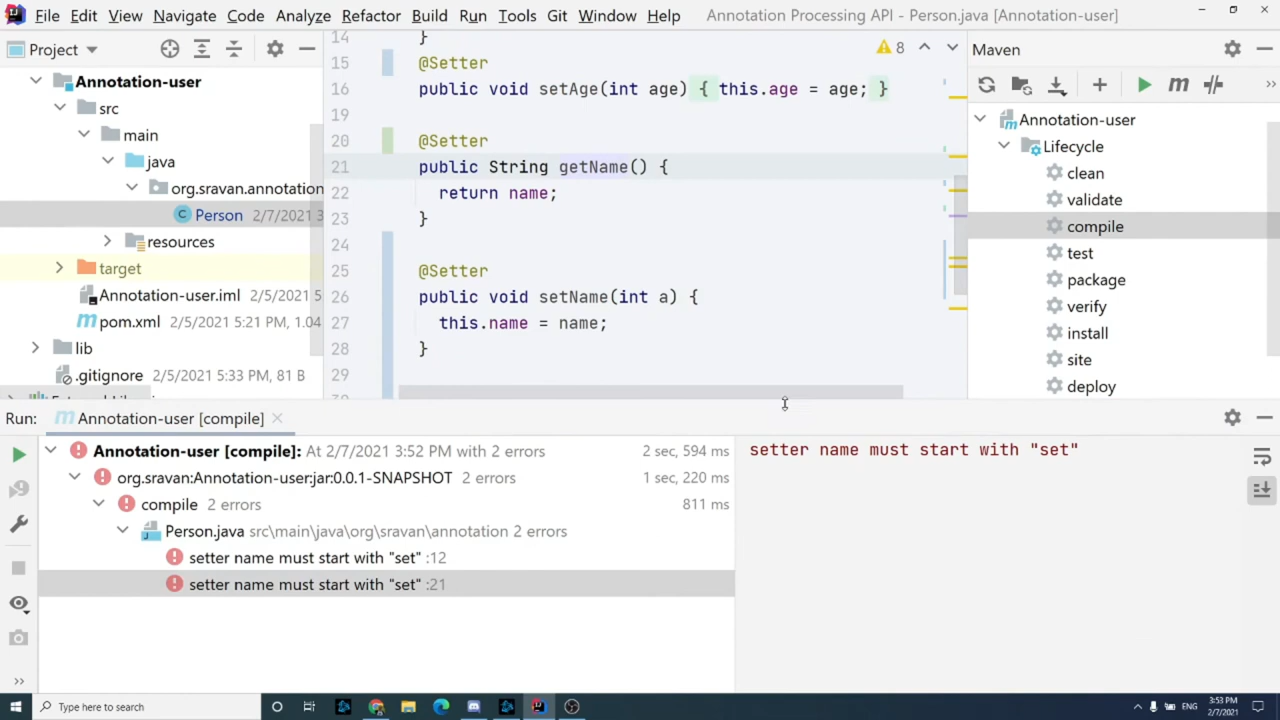 File Edit View Navigate Code Analyze Refactor Build Run Tools Git Window Help Annotation Processing API - Person.java [Annotation-user]
Project
Annotation-user
src
main
java
org.sravan.annotation
Person 2/7/2021 3
resources
target
Annotation-user.iml 2/5/2021 5
pom.xml 2/5/2021 5:21 PM, 1.04
lib
.gitignore 2/5/2021 5:33 PM, 81 B
14 }
15 @Setter
16 public void setAge(int age) { this.age = age; }
19
20 @Setter
21 public String getName() {
22 return name;
23 }
24
25 @Setter
26 public void setName(int a) {
27 this.name = name;
28 }
29
8
Maven
Annotation-user
Lifecycle
clean
validate
compile
test
package
verify
install
site
deploy
Run: Annotation-user [compile]
Annotation-user [compile]: At 2/7/2021 3:52 PM with 2 errors 2 sec, 594 ms
org.sravan:Annotation-user:jar:0.0.1-SNAPSHOT 2 errors 1 sec, 220 ms
compile 2 errors 811 ms
Person.java src\main\java\org\sravan\annotation 2 errors
setter name must start with "set" :12
setter name must start with "set" :21
setter name must start with "set"
Type here to search
ENG
3:53 PM
2/7/2021